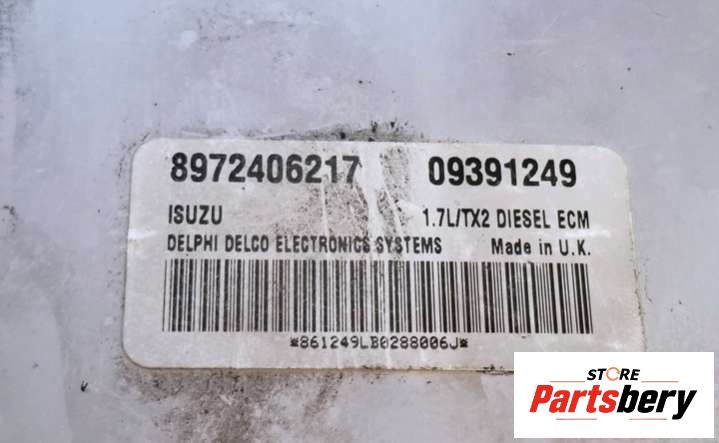 8972406217 09391249
ISUZU 1.7L/TX2 DIESEL ECM
DELPHI DELCO ELECTRONICS SYSTEMS Made in U.K.
*861249LB0288006J*
STORE
Partsbery